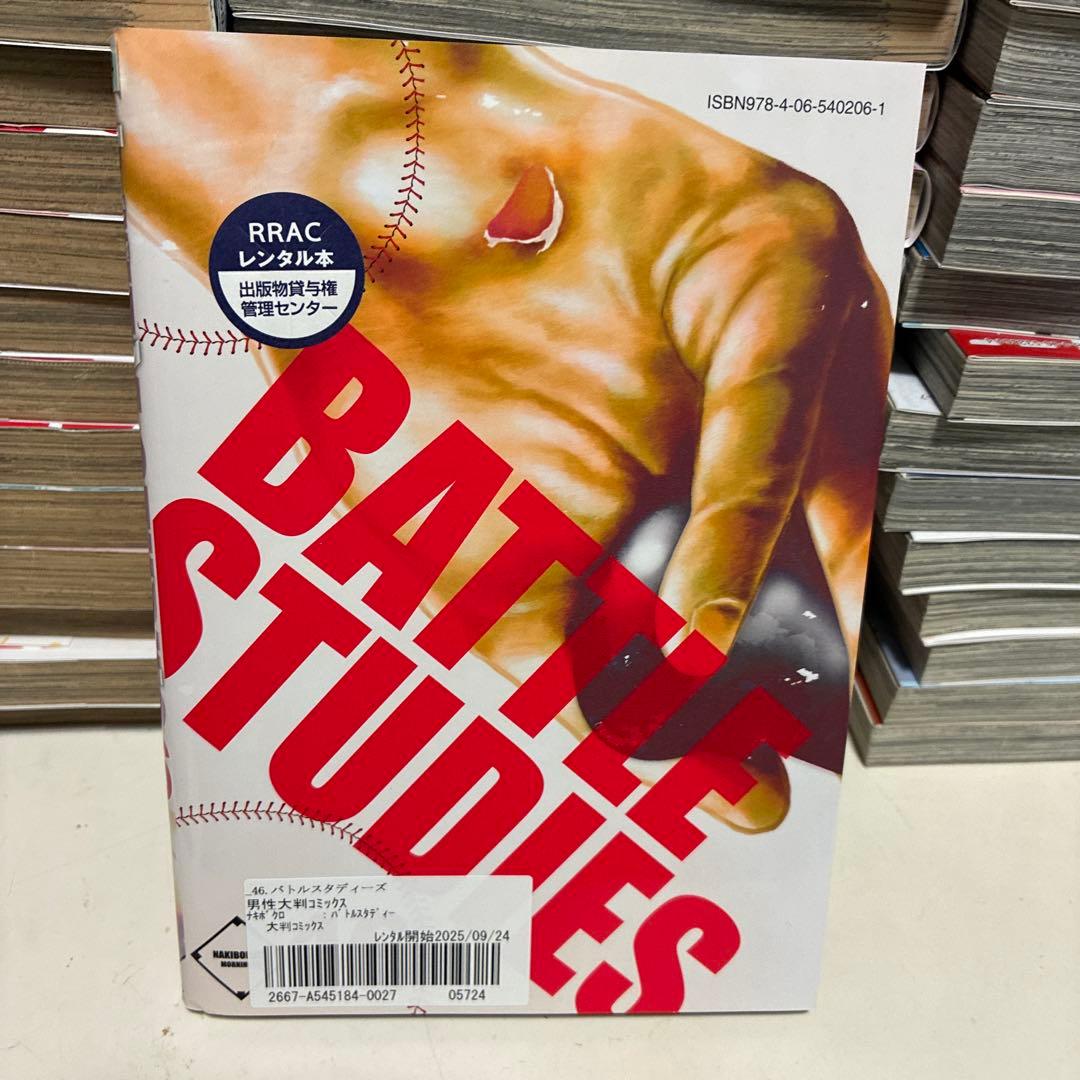 ISBN978-4-06-540206-1
RRAC
レンタル本
出版物貸与権
管理センター
BATTLE
STUDIES
_46.バトルスタディーズ
男性大判コミックス
ﾅｷﾎﾞｸﾛ : ﾊﾞﾄﾙｽﾀﾃﾞｨｰ
大判コミックス
ﾚﾝﾀﾙ開始2025/09/24
2667-A545184-0027 05724